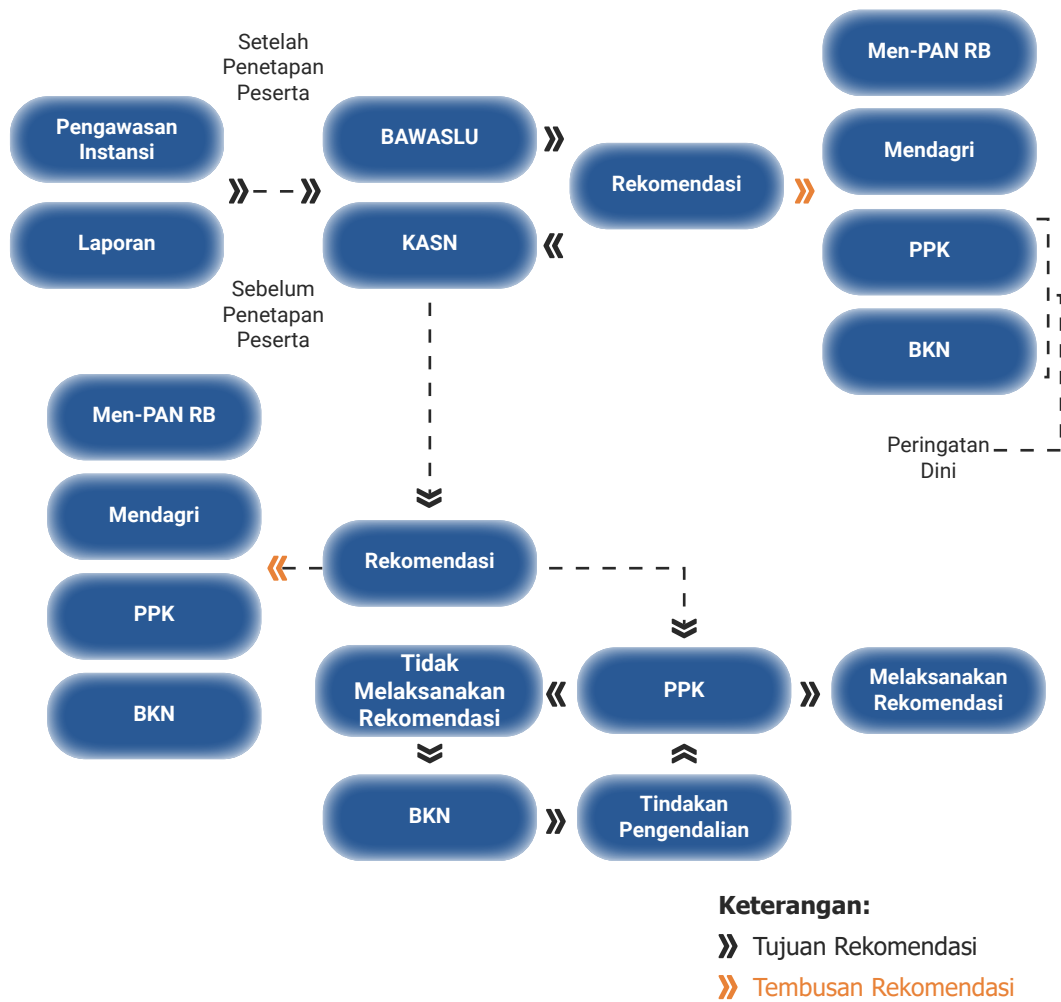 Setelah
Penetapan
Peserta
Men-PAN RB
Pengawasan
Instansi
BAWASLU
Mendagri
Rekomendasi
Laporan
KASN
PPK
Sebelum
Penetapan
Peserta
BKN
Peringatan
Dini
Men-PAN RB
Mendagri
Rekomendasi
PPK
BKN
Tidak
Melaksanakan
Rekomendasi
PPK
Melaksanakan
Rekomendasi
BKN
Tindakan
Pengendalian
Keterangan:
Tujuan Rekomendasi
Tembusan Rekomendasi